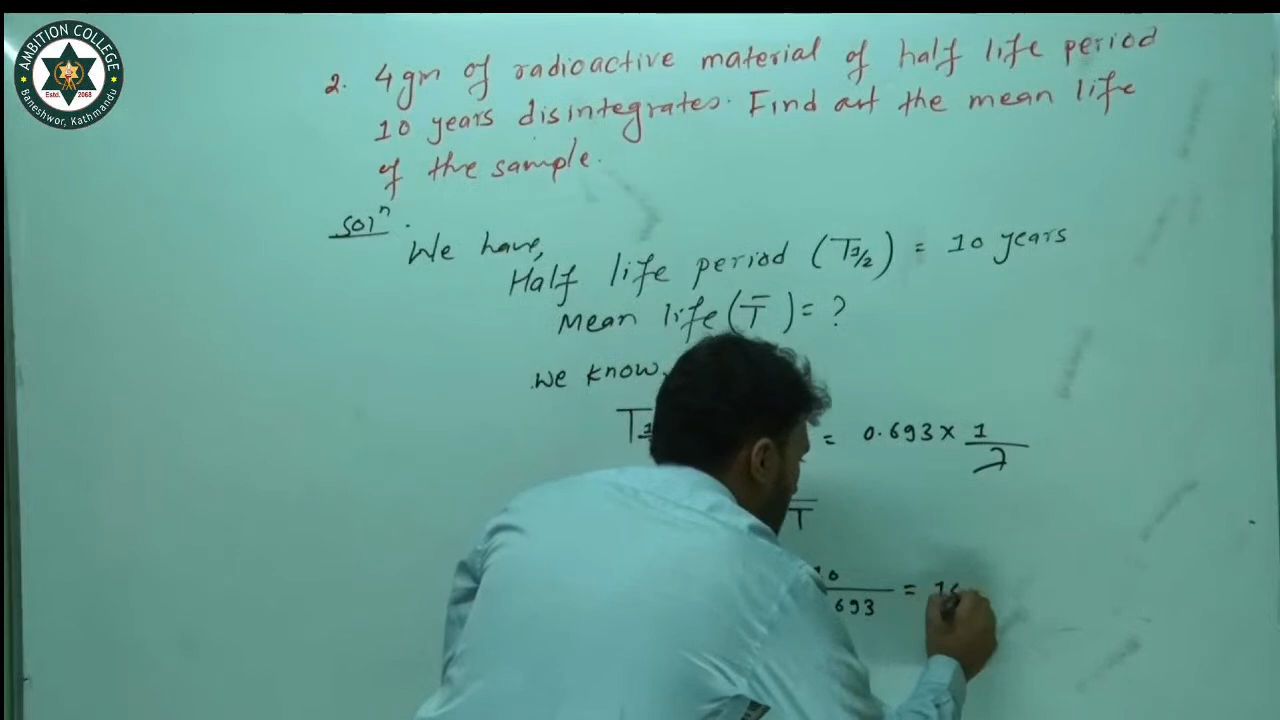 AMBITION COLLEGE
Estd. 2068
Baneshwor, Kathmandu
2. 4gm of radioactive material of half life period
10 years disintegrates. Find out the mean life
of the sample.
Solⁿ.
We have,
Half life period (T1/2) = 10 years
Mean life (T̅) = ?
We know,
T1 = 0.693 × 1/λ
T̅
10/693 =